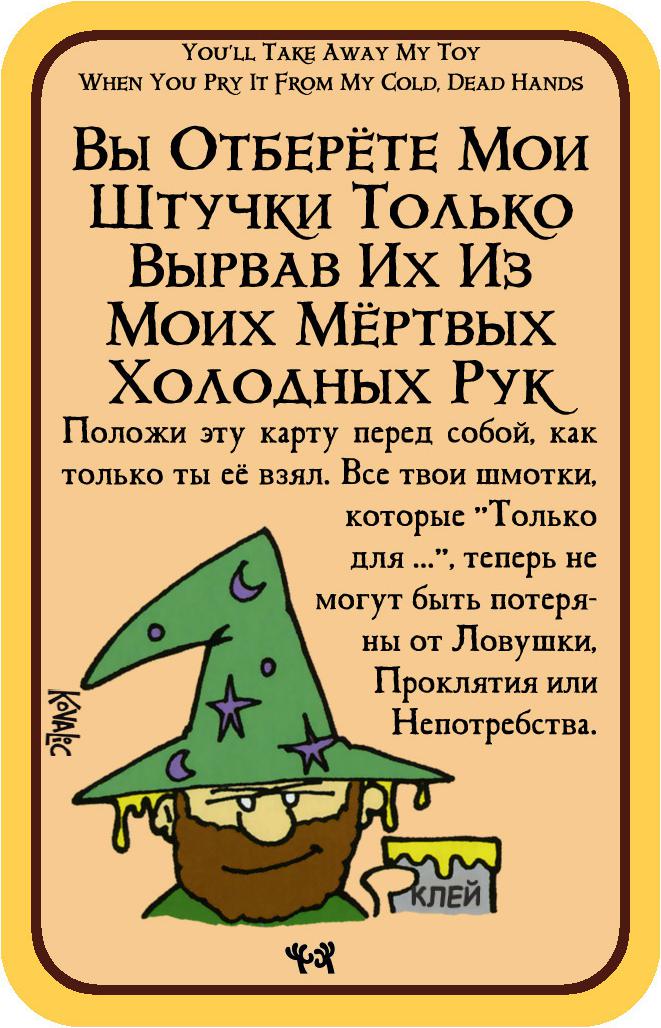 You'll Take Away My Toy
When You Pry It From My Cold, Dead Hands
Вы Отберёте Мои
Штучки Только
Вырвав Их Из
Моих Мёртвых
Холодных Рук
Положи эту карту перед собой, как
только ты её взял. Все твои шмотки,
которые "Только
для ...", теперь не
могут быть потеря-
ны от Ловушки,
Проклятия или
Непотребства.
Kovalic
КЛЕЙ